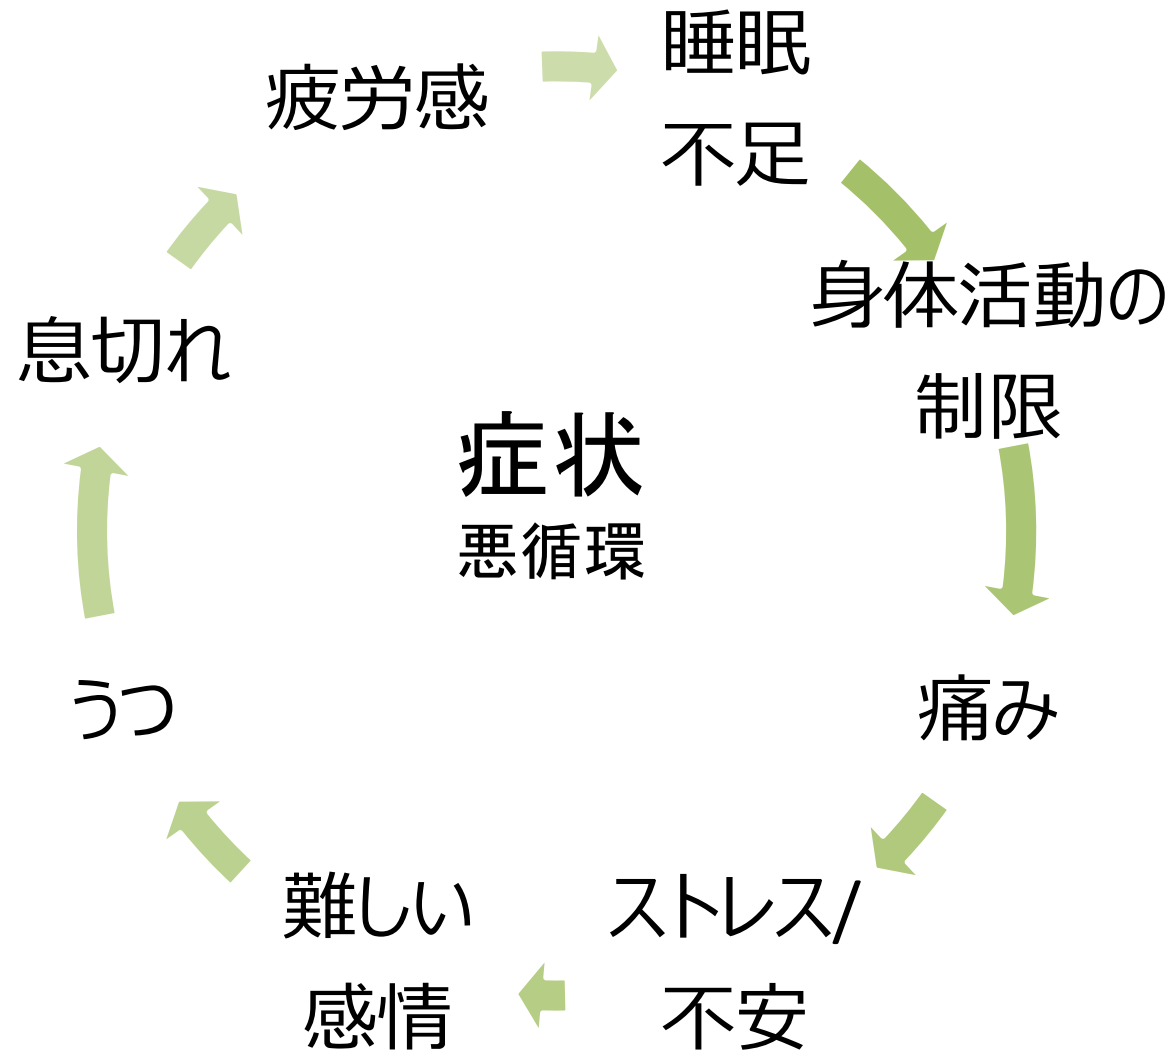 睡眠
不足
身体活動の
制限
痛み
ストレス/
不安
難しい
感情
うつ
息切れ
疲労感
症状
悪循環